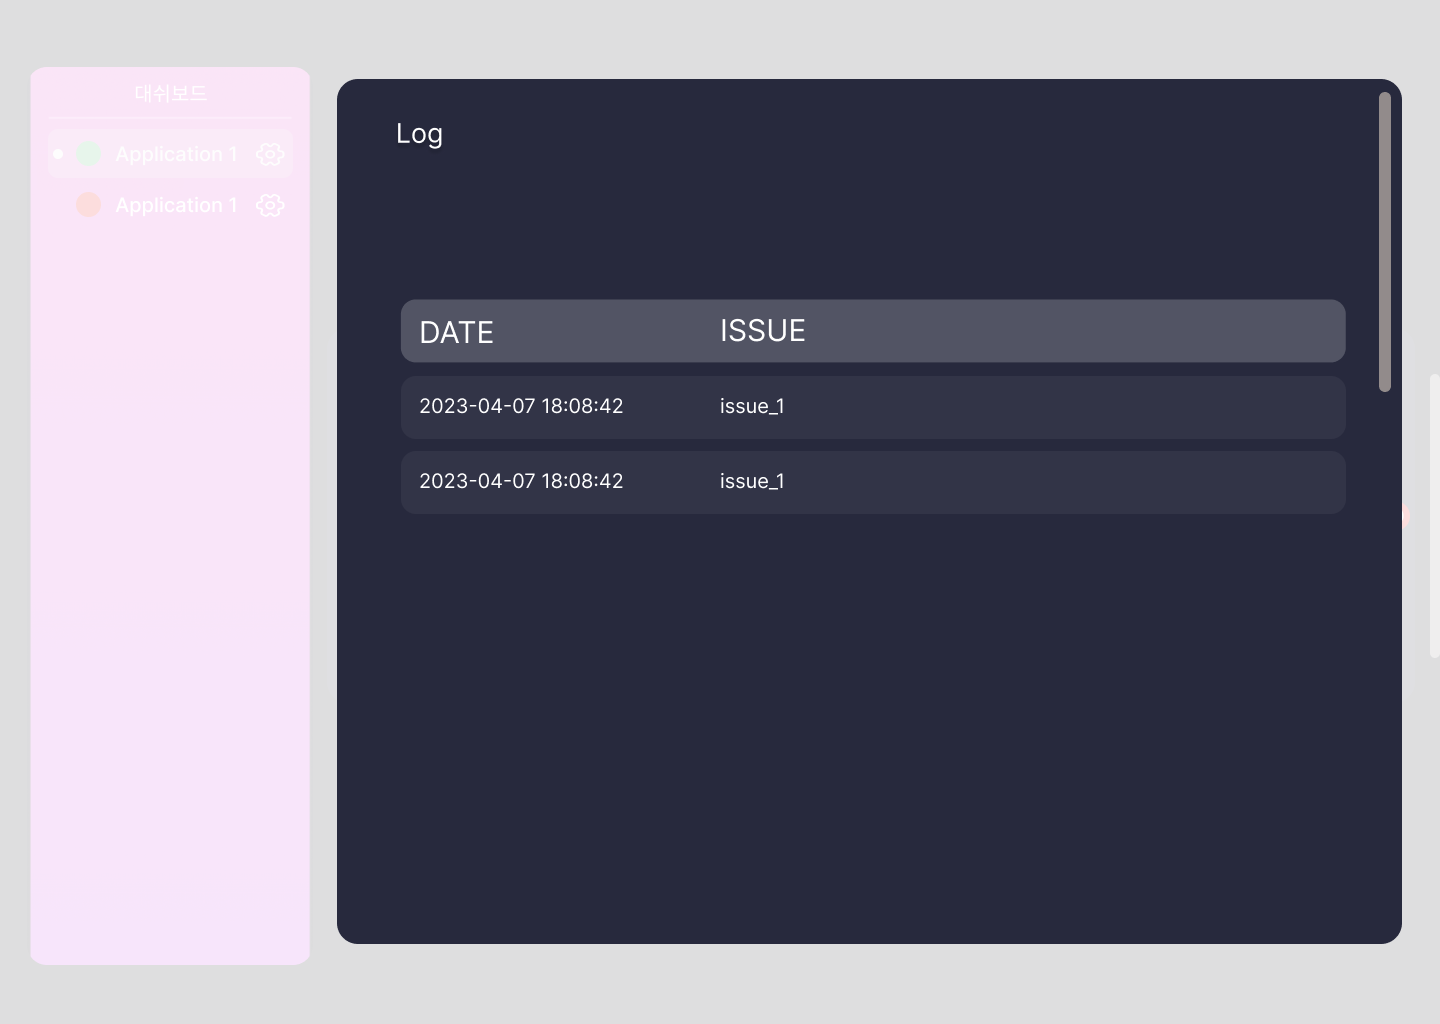 대쉬보드
Application 1
Application 1
Log
DATE ISSUE
2023-04-07 18:08:42 issue_1
2023-04-07 18:08:42 issue_1